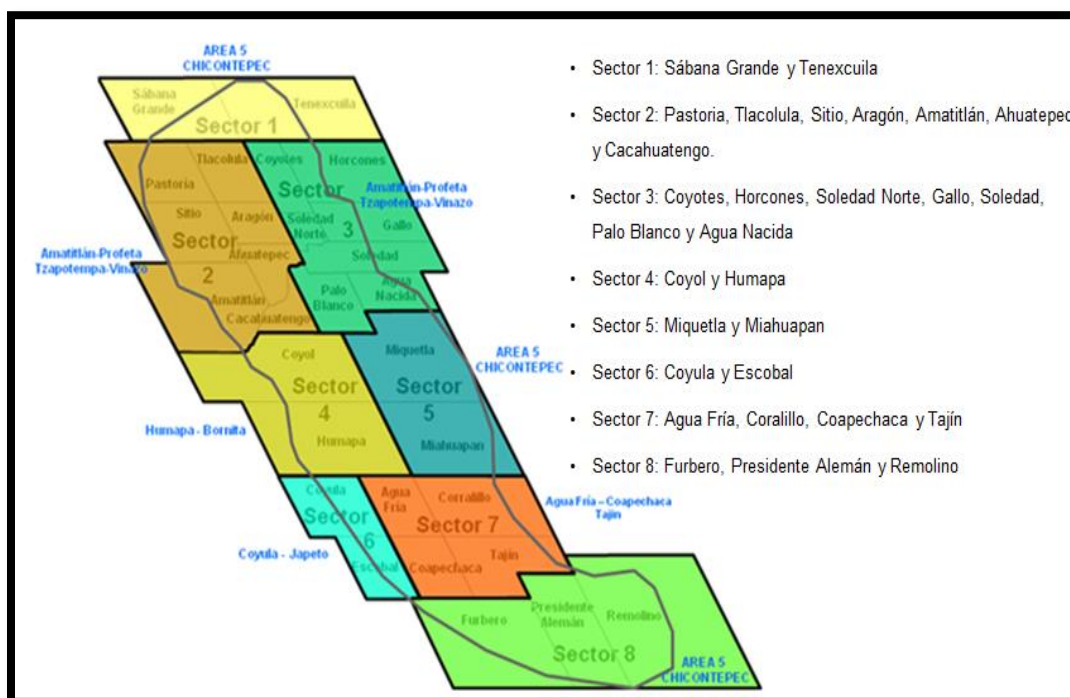 AREA 5
CHICONTEPEC
Sábana
Grande
Tenexcuila
Sector 1
Tlacolula
Coyoles
Horcones
Pastoria
Sector
Amatitlán-Profeta
Tzapotempa-Vinazo
Sitio
Aragón
Soledad
Norte
3
Gallo
Sector
Amatitlán-Profeta
Tzapotempa-Vinazo
Ahuatepec
Soledad
2
Amatitlán
Cacahuatengo
Palo
Blanco
Agua
Nacida
Coyol
Miquetla
AREA 5
CHICONTEPEC
Sector
4
Sector
5
Humapa - Bornita
Humapa
Miahuapan
Coyula
Agua
Fría
Corralillo
Sector
6
Sector 7
Agua Fría – Coapechaca
Tajín
Coyula - Japeto
Escobal
Coapechaca
Tajín
Furbero
Presidente
Alemán
Remolino
Sector 8
AREA 5
CHICONTEPEC
• Sector 1: Sábana Grande y Tenexcuila
• Sector 2: Pastoria, Tlacolula, Sitio, Aragón, Amatitlán, Ahuatepec
y Cacahuatengo.
• Sector 3: Coyotes, Horcones, Soledad Norte, Gallo, Soledad,
Palo Blanco y Agua Nacida
• Sector 4: Coyol y Humapa
• Sector 5: Miquetla y Miahuapan
• Sector 6: Coyula y Escobal
• Sector 7: Agua Fría, Coralillo, Coapechaca y Tajín
• Sector 8: Furbero, Presidente Alemán y Remolino